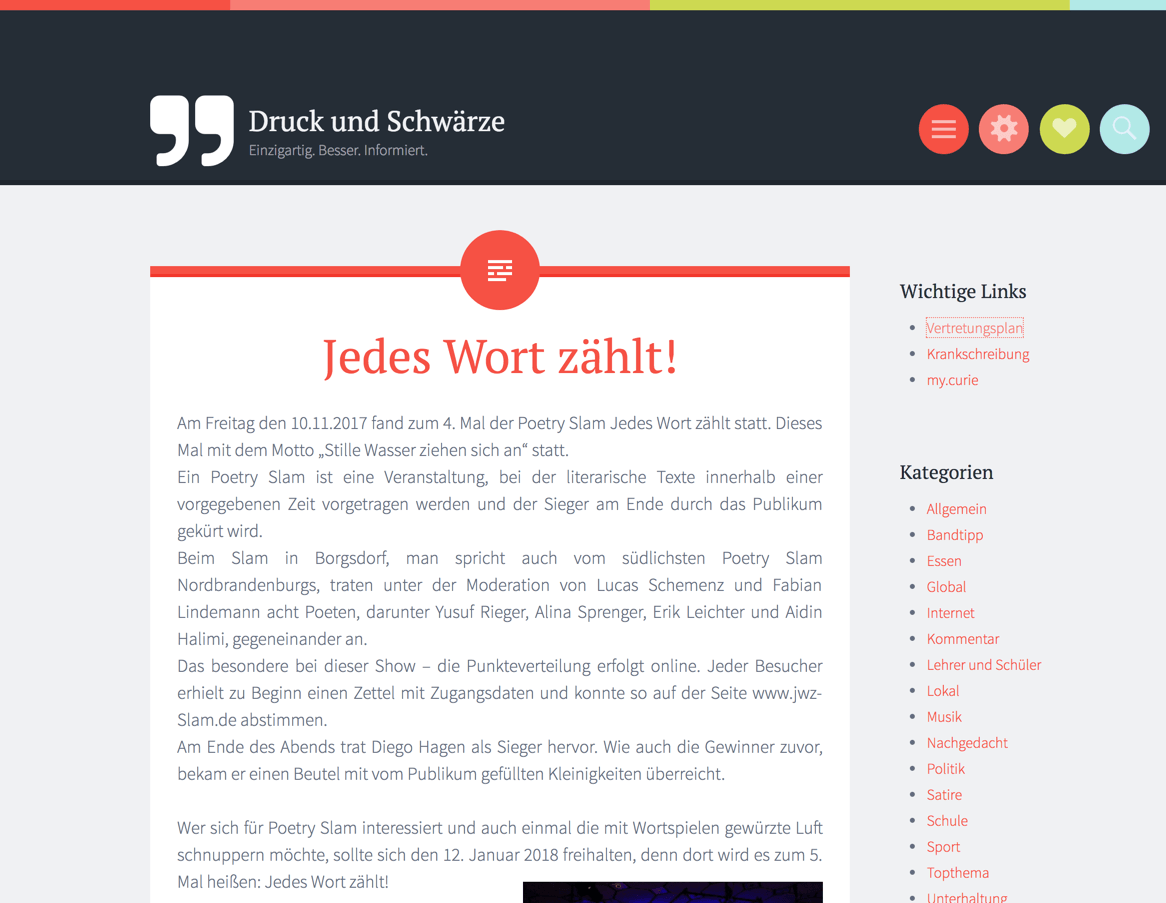 Druck und Schwärze
Einzigartig. Besser. Informiert.
Jedes Wort zählt!
Am Freitag den 10.11.2017 fand zum 4. Mal der Poetry Slam Jedes Wort zählt statt. Dieses
Mal mit dem Motto „Stille Wasser ziehen sich an“ statt.
Ein Poetry Slam ist eine Veranstaltung, bei der literarische Texte innerhalb einer
vorgegebenen Zeit vorgetragen werden und der Sieger am Ende durch das Publikum
gekürt wird.
Beim Slam in Borgsdorf, man spricht auch vom südlichsten Poetry Slam
Nordbrandenburgs, traten unter der Moderation von Lucas Schemenz und Fabian
Lindemann acht Poeten, darunter Yusuf Rieger, Alina Sprenger, Erik Leichter und Aidin
Halimi, gegeneinander an.
Das besondere bei dieser Show – die Punkteverteilung erfolgt online. Jeder Besucher
erhielt zu Beginn einen Zettel mit Zugangsdaten und konnte so auf der Seite www.jwz-
Slam.de abstimmen.
Am Ende des Abends trat Diego Hagen als Sieger hervor. Wie auch die Gewinner zuvor,
bekam er einen Beutel mit vom Publikum gefüllten Kleinigkeiten überreicht.
Wer sich für Poetry Slam interessiert und auch einmal die mit Wortspielen gewürzte Luft
schnuppern möchte, sollte sich den 12. Januar 2018 freihalten, denn dort wird es zum 5.
Mal heißen: Jedes Wort zählt!
Wichtige Links
Vertretungsplan
Krankschreibung
my.curie
Kategorien
Allgemein
Bandtipp
Essen
Global
Internet
Kommentar
Lehrer und Schüler
Lokal
Musik
Nachgedacht
Politik
Satire
Schule
Sport
Topthema
Unterhaltung